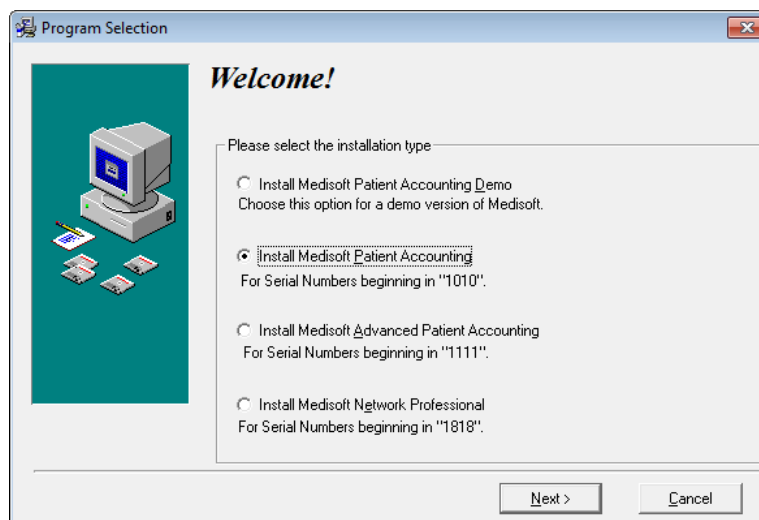 Program Selection
Welcome!
Please select the installation type
Install Medisoft Patient Accounting Demo
Choose this option for a demo version of Medisoft.
Install Medisoft Patient Accounting
For Serial Numbers beginning in "1010".
Install Medisoft Advanced Patient Accounting
For Serial Numbers beginning in "1111".
Install Medisoft Network Professional
For Serial Numbers beginning in "1818".
Next >
Cancel